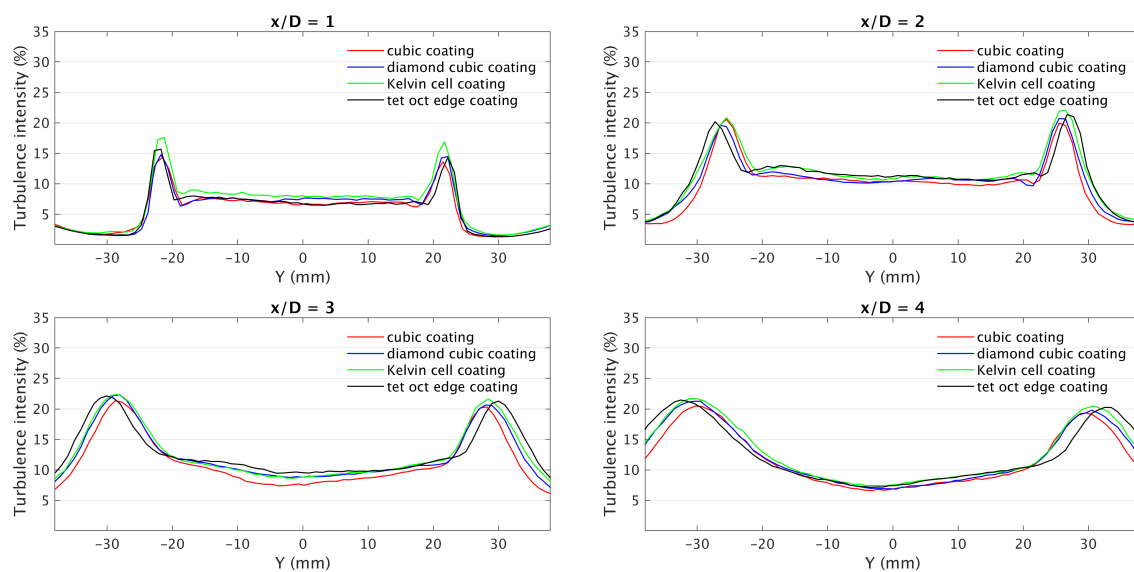 x/D = 1
Turbulence intensity (%)
35
30
25
20
15
10
5
cubic coating
diamond cubic coating
Kelvin cell coating
tet oct edge coating
−30 −20 −10 0 10 20 30
Y (mm)
x/D = 2
Turbulence intensity (%)
35
30
25
20
15
10
5
cubic coating
diamond cubic coating
Kelvin cell coating
tet oct edge coating
−30 −20 −10 0 10 20 30
Y (mm)
x/D = 3
Turbulence intensity (%)
35
30
25
20
15
10
5
cubic coating
diamond cubic coating
Kelvin cell coating
tet oct edge coating
−30 −20 −10 0 10 20 30
Y (mm)
x/D = 4
Turbulence intensity (%)
35
30
25
20
15
10
5
cubic coating
diamond cubic coating
Kelvin cell coating
tet oct edge coating
−30 −20 −10 0 10 20 30
Y (mm)